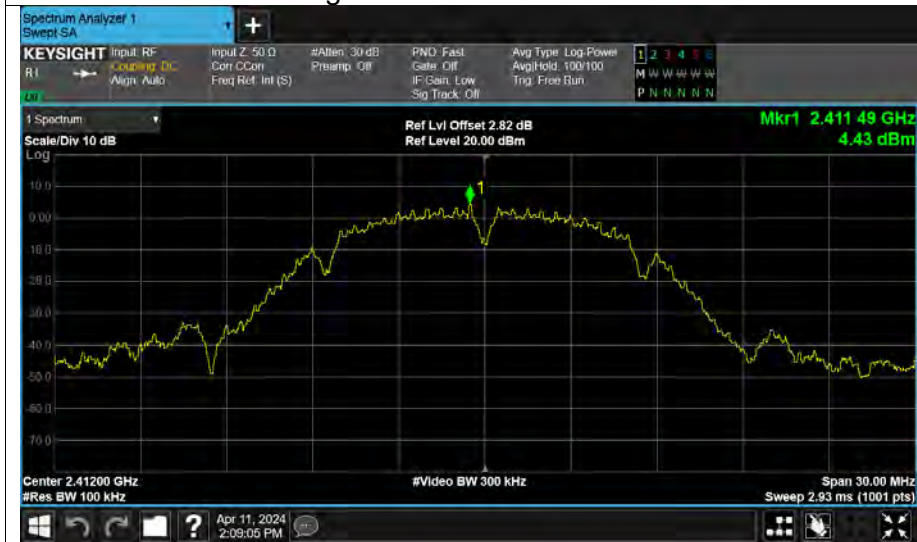 Spectrum Analyzer 1
Swept SA
+
KEYSIGHT Input: RF Input Z: 50 Ω #Atten: 30 dB PNO: Fast Avg Type: Log-Power 1 2 3 4 5 6
RI Coupling: DC Corr CCorr Preamp: Off Gate: Off Avg|Hold: 100/100 M W W W W W
Align: Auto Freq Ref: Int (S) IF Gain: Low Trig: Free Run P N N N N N
Sig Track: Off
1 Spectrum Ref Lvl Offset 2.82 dB Mkr1 2.411 49 GHz
Scale/Div 10 dB Ref Level 20.00 dBm 4.43 dBm
Log
10.0
1
0.00
-10.0
-20.0
-30.0
-40.0
-50.0
-60.0
-70.0
Center 2.41200 GHz #Video BW 300 kHz Span 30.00 MHz
#Res BW 100 kHz Sweep 2.93 ms (1001 pts)
? Apr 11, 2024
2:09:05 PM